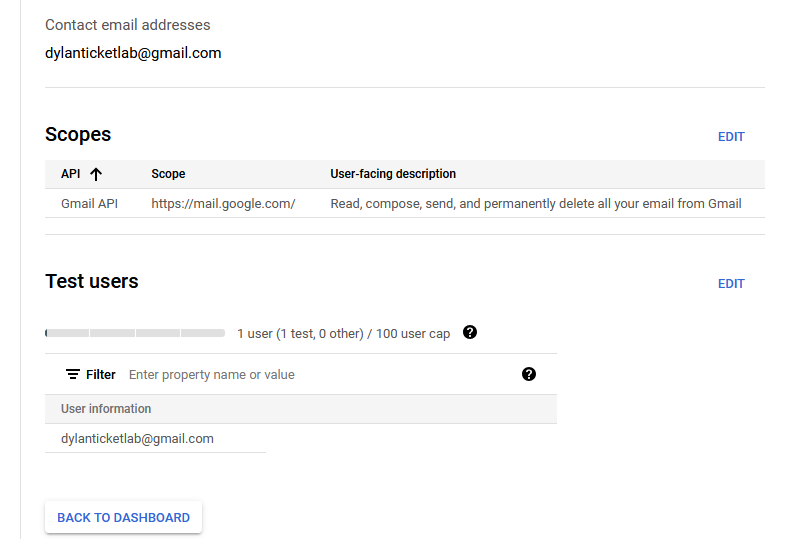 Contact email addresses
dylanticketlab@gmail.com
Scopes
EDIT
API Scope User-facing description
Gmail API https://mail.google.com/ Read, compose, send, and permanently delete all your email from Gmail
Test users
EDIT
1 user (1 test, 0 other) / 100 user cap ?
Filter Enter property name or value ?
User information
dylanticketlab@gmail.com
BACK TO DASHBOARD